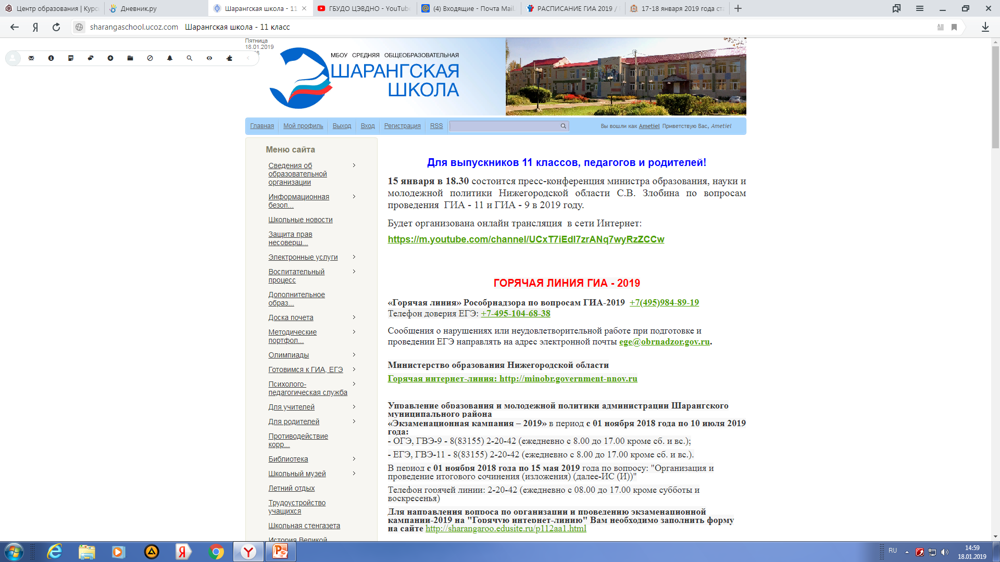 Центр образования | Курс
Дневник.ру
Шарангская школа - 11
ГБУДО ЦЭВДНО - YouTube
(4) Входящие - Почта Mail.
РАСПИСАНИЕ ГИА 2019 /
17-18 января 2019 года ста
sharangaschool.ucoz.com Шарангская школа - 11 класс
Пятница
18.01.2019
МБОУ СРЕДНЯЯ ОБЩЕОБРАЗОВАТЕЛЬНАЯ
ШАРАНГСКАЯ
ШКОЛА
Главная Мой профиль Выход Вход Регистрация RSS
Вы вошли как Ametiel Приветствую Вас, Ametiel
Меню сайта
Сведения об
образовательной
организации
Информационная
безоп...
Школьные новости
Защита прав
несоверш...
Электронные услуги
Воспитательный
процесс
Дополнительное
образ...
Доска почета
Методические
портфол...
Олимпиады
Готовимся к ГИА, ЕГЭ
Психолого-
педагогическая служба
Для учителей
Для родителей
Противодействие
корр...
Библиотека
Школьный музей
Летний отдых
Трудоустройство
учащихся
Школьная стенгазета
История Великой
Для выпускников 11 классов, педагогов и родителей!
15 января в 18.30 состоится пресс-конференция министра образования, науки и
молодежной политики Нижегородской области С.В. Злобина по вопросам
проведения ГИА - 11 и ГИА - 9 в 2019 году.
Будет организована онлайн трансляция в сети Интернет:
https://m.youtube.com/channel/UCxT7iEdI7zrANq7wyRzZCCw
ГОРЯЧАЯ ЛИНИЯ ГИА - 2019
«Горячая линия» Рособрнадзора по вопросам ГИА-2019 +7(495)984-89-19
Телефон доверия ЕГЭ: +7-495-104-68-38
Сообщения о нарушениях или неудовлетворительной работе при подготовке и
проведении ЕГЭ направлять на адрес электронной почты ege@obrnadzor.gov.ru.
Министерство образования Нижегородской области
Горячая интернет-линия: http://minobr.government-nnov.ru
Управление образования и молодежной политики администрации Шарангского
муниципального района
«Экзаменационная кампания – 2019» в период с 01 ноября 2018 года по 10 июля 2019
года:
- ОГЭ, ГВЭ-9 - 8(83155) 2-20-42 (ежедневно с 8.00 до 17.00 кроме сб. и вс.);
- ЕГЭ, ГВЭ-11 - 8(83155) 2-20-42 (ежедневно с 8.00 до 17.00 кроме сб. и вс.).
В период с 01 ноября 2018 года по 15 мая 2019 года по вопросу: "Организация и
проведение итогового сочинения (изложения) (далее-ИС (И))"
Телефон горячей линии: 2-20-42 (ежедневно с 08.00 до 17.00 кроме субботы и
воскресенья)
Для направления вопроса по организации и проведению экзаменационной
кампании-2019 на "Горячую интернет-линию" Вам необходимо заполнить форму
на сайте http://sharangaroo.edusite.ru/p112aa1.html
RU
14:59
18.01.2019